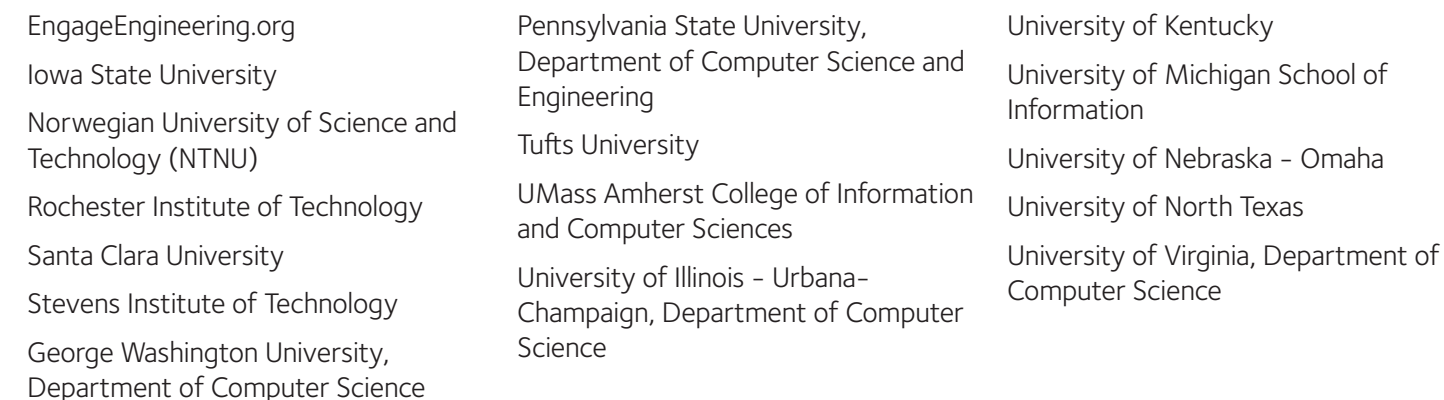 EngageEngineering.org
Iowa State University
Norwegian University of Science and
Technology (NTNU)
Rochester Institute of Technology
Santa Clara University
Stevens Institute of Technology
George Washington University,
Department of Computer Science
Pennsylvania State University,
Department of Computer Science and
Engineering
Tufts University
UMass Amherst College of Information
and Computer Sciences
University of Illinois - Urbana-
Champaign, Department of Computer
Science
University of Kentucky
University of Michigan School of
Information
University of Nebraska - Omaha
University of North Texas
University of Virginia, Department of
Computer Science